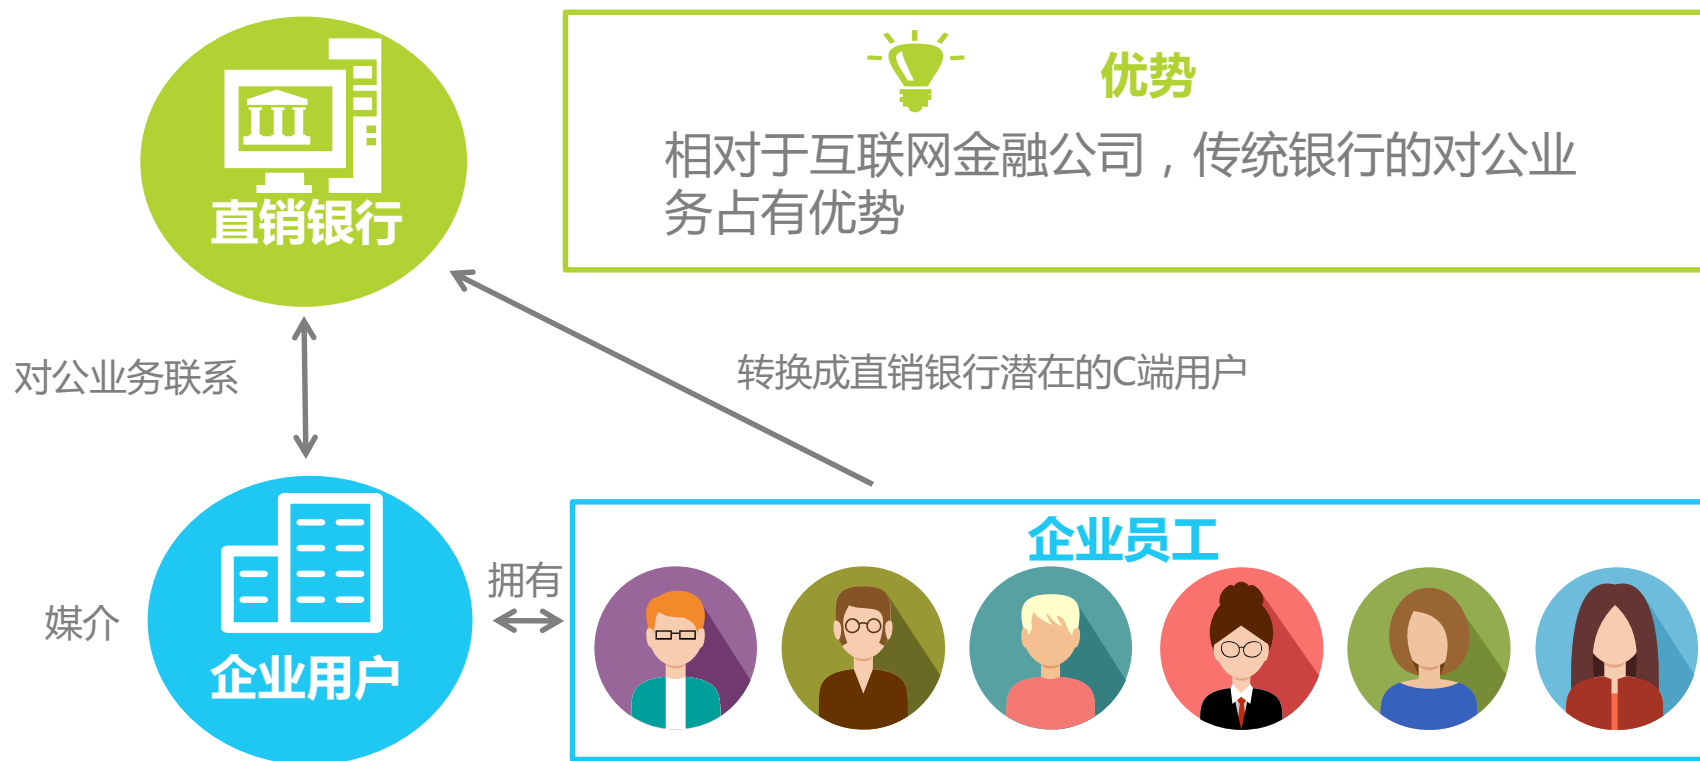 优势
相对于互联网金融公司，传统银行的对公业
务占有优势
直销银行
对公业务联系
转换成直销银行潜在的C端用户
企业员工
拥有
媒介
企业用户